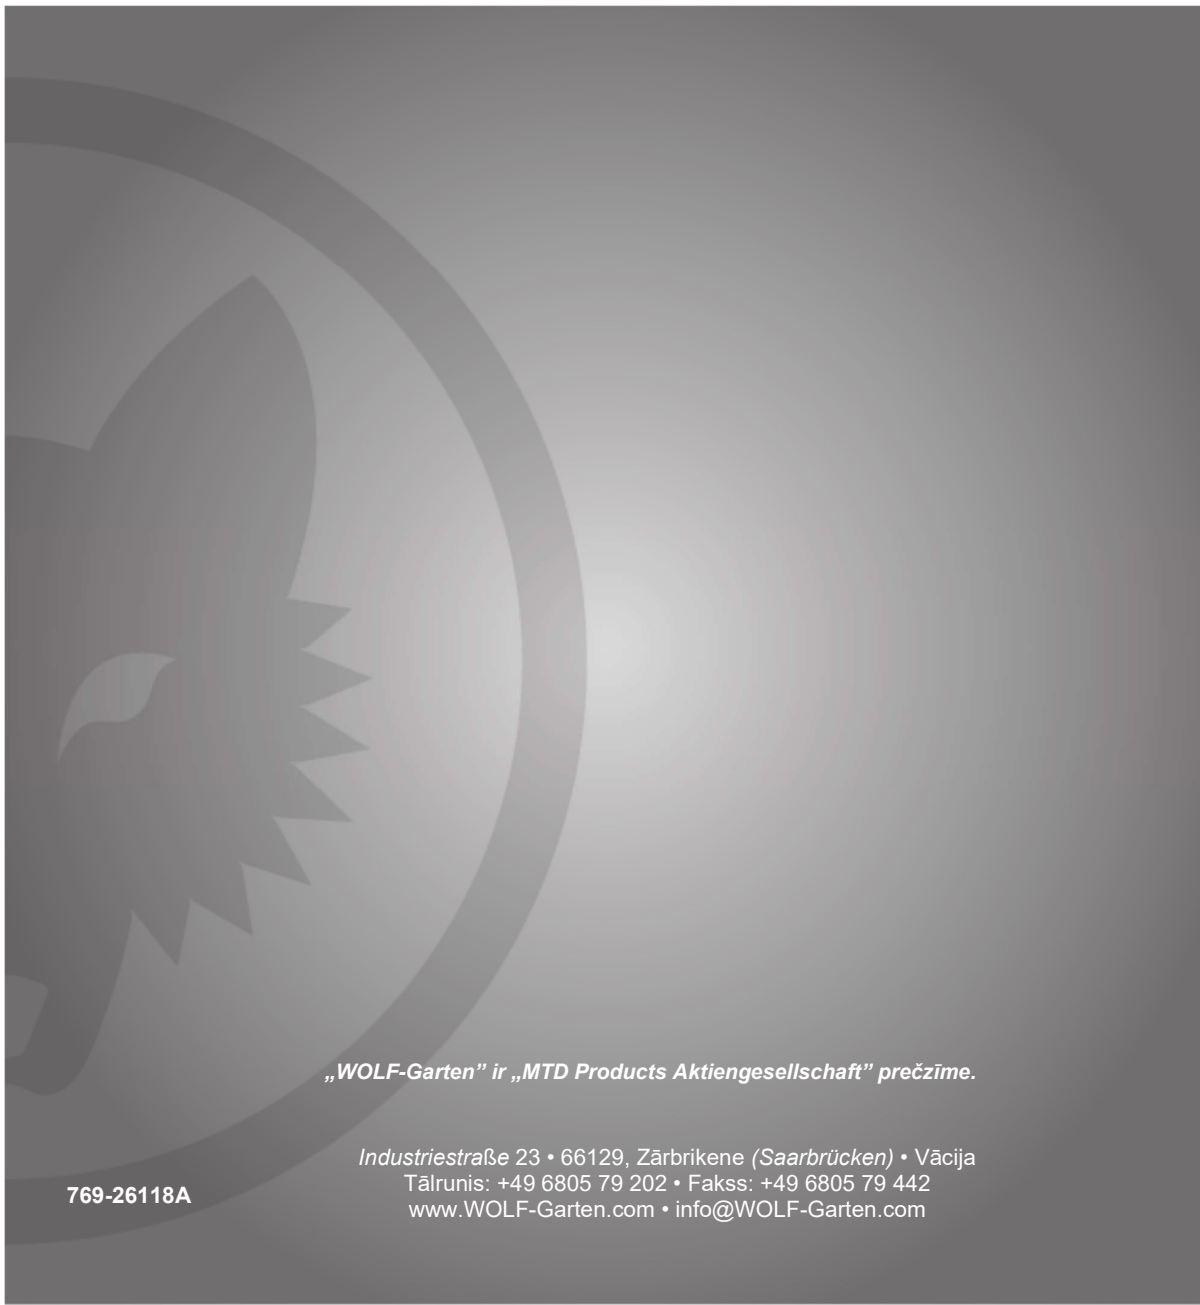 „WOLF-Garten” ir „MTD Products Aktiengesellschaft” prečzīme.
Industriestraße 23 • 66129, Zārbrikene (Saarbrücken) • Vācija
Tālrunis: +49 6805 79 202 • Fakss: +49 6805 79 442
www.WOLF-Garten.com • info@WOLF-Garten.com
769-26118A